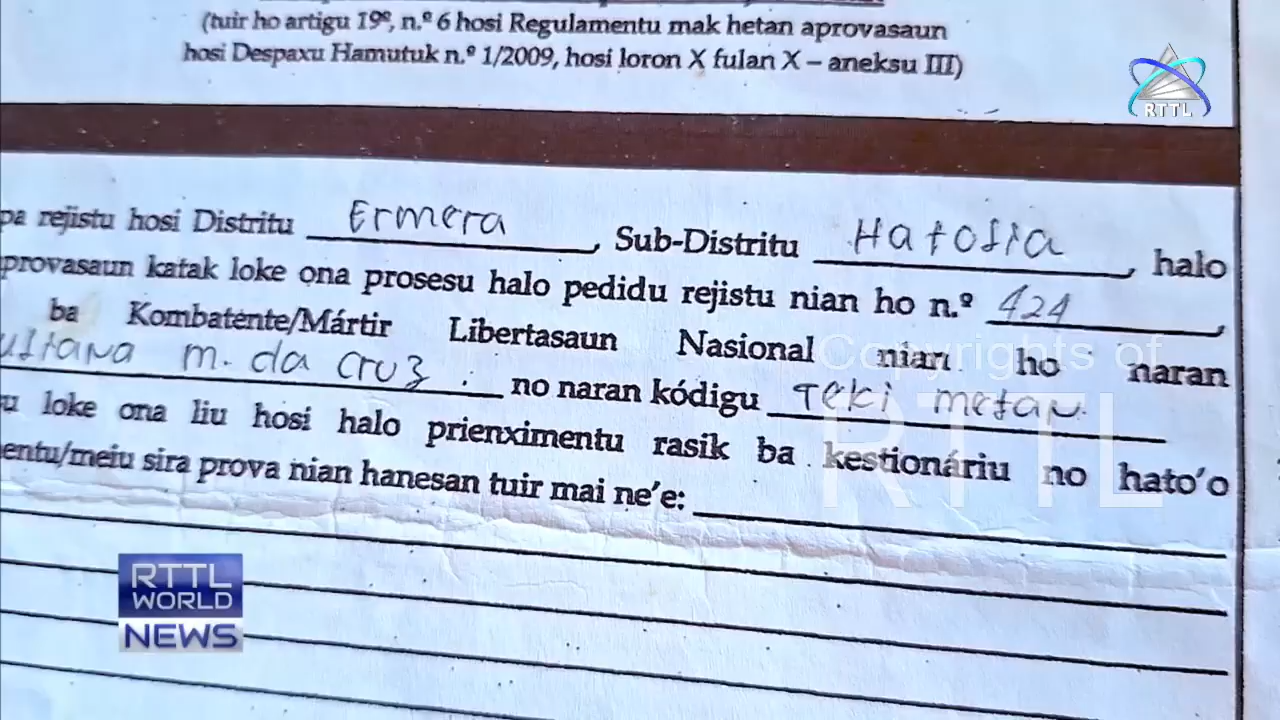 (tuir ho artigu 19º, n.º 6 hosi Regulamentu mak hetan aprovasaun
hosi Despaxu Hamutuk n.º 1/2009, hosi loron X fulan X – aneksu III)
RTTL
pa rejistu hosi Distritu Ermera, Sub-Distritu Hatolia, halo
provasaun katak loke ona prosesu halo pedidu rejistu nian ho n.º 424,
ba Kombatente/Mártir Libertasaun Nasional nian ho naran
m. da cruz no naran kódigu Teki metan
u loke ona liu hosi halo prienximentu rasik ba kestionáriu no hato'o
entu/meiu sira prova nian hanesan tuir mai ne'e:
Copyrights of
RTTL
RTTL
WORLD
NEWS